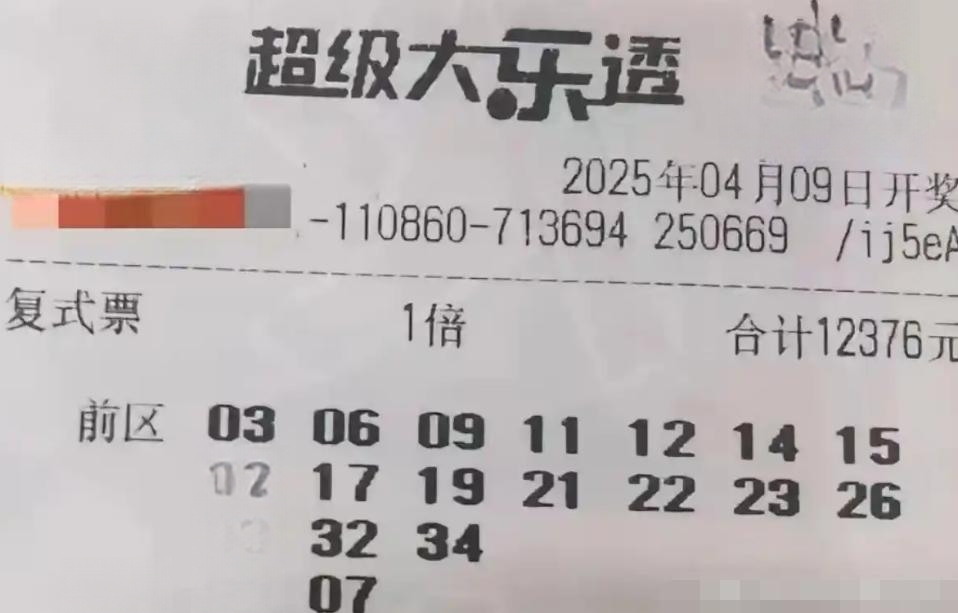 超级大乐透
2025年04月09日开奖
-110860-713694 250669 /ij5eA
复式票 1倍 合计12376元
前区 03 06 09 11 12 14 15
17 19 21 22 23 26
32 34
07